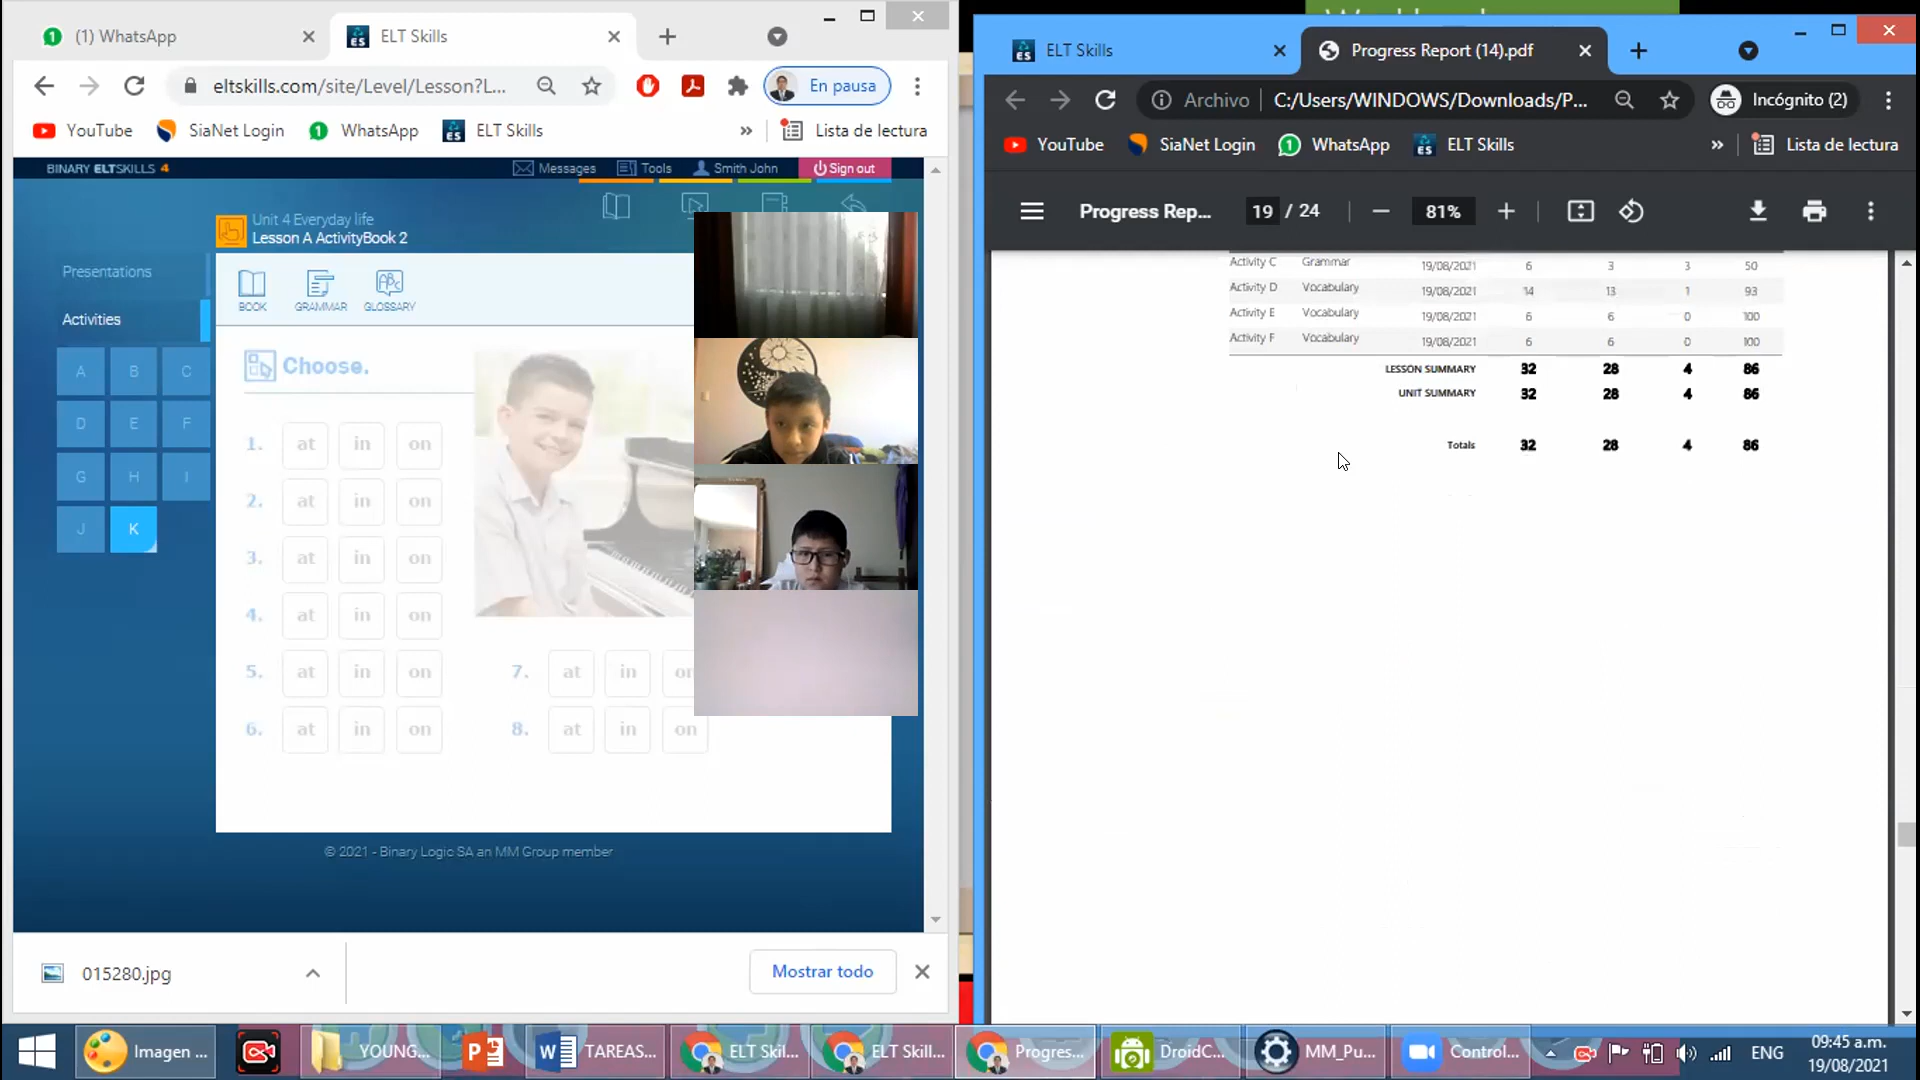 (1) WhatsApp
ELT Skills
eltskills.com/site/Level/Lesson?L...
En pausa
YouTube
SiaNet Login
WhatsApp
ELT Skills
»
Lista de lectura
BINARY ELTSKILLS 4
Messages
Tools
Smith John
Sign out
Unit 4 Everyday life
Lesson A ActivityBook 2
Presentations
Activities
A B C
D E F
G H I
J K
BOOK
GRAMMAR
GLOSSARY
Choose.
1. at in on
2. at in on
3. at in on
4. at in on
5. at in on
6. at in on
7. at in on
8. at in on
© 2021 - Binary Logic SA an MM Group member
015280.jpg
Mostrar todo
ELT Skills
Progress Report (14).pdf
Archivo
C:/Users/WINDOWS/Downloads/P...
Incógnito (2)
YouTube
SiaNet Login
WhatsApp
ELT Skills
»
Lista de lectura
Progress Rep...
19 / 24
81%
Activity C Grammar 19/08/2021 6 3 3 50
Activity D Vocabulary 19/08/2021 14 13 1 93
Activity E Vocabulary 19/08/2021 6 6 0 100
Activity F Vocabulary 19/08/2021 6 6 0 100
LESSON SUMMARY 32 28 4 86
UNIT SUMMARY 32 28 4 86
Totals 32 28 4 86
Imagen ...
YOUNG...
TAREAS...
ELT Skil...
ELT Skill...
Progres...
DroidC...
MM_Pu...
Control...
ENG
09:45 a.m.
19/08/2021